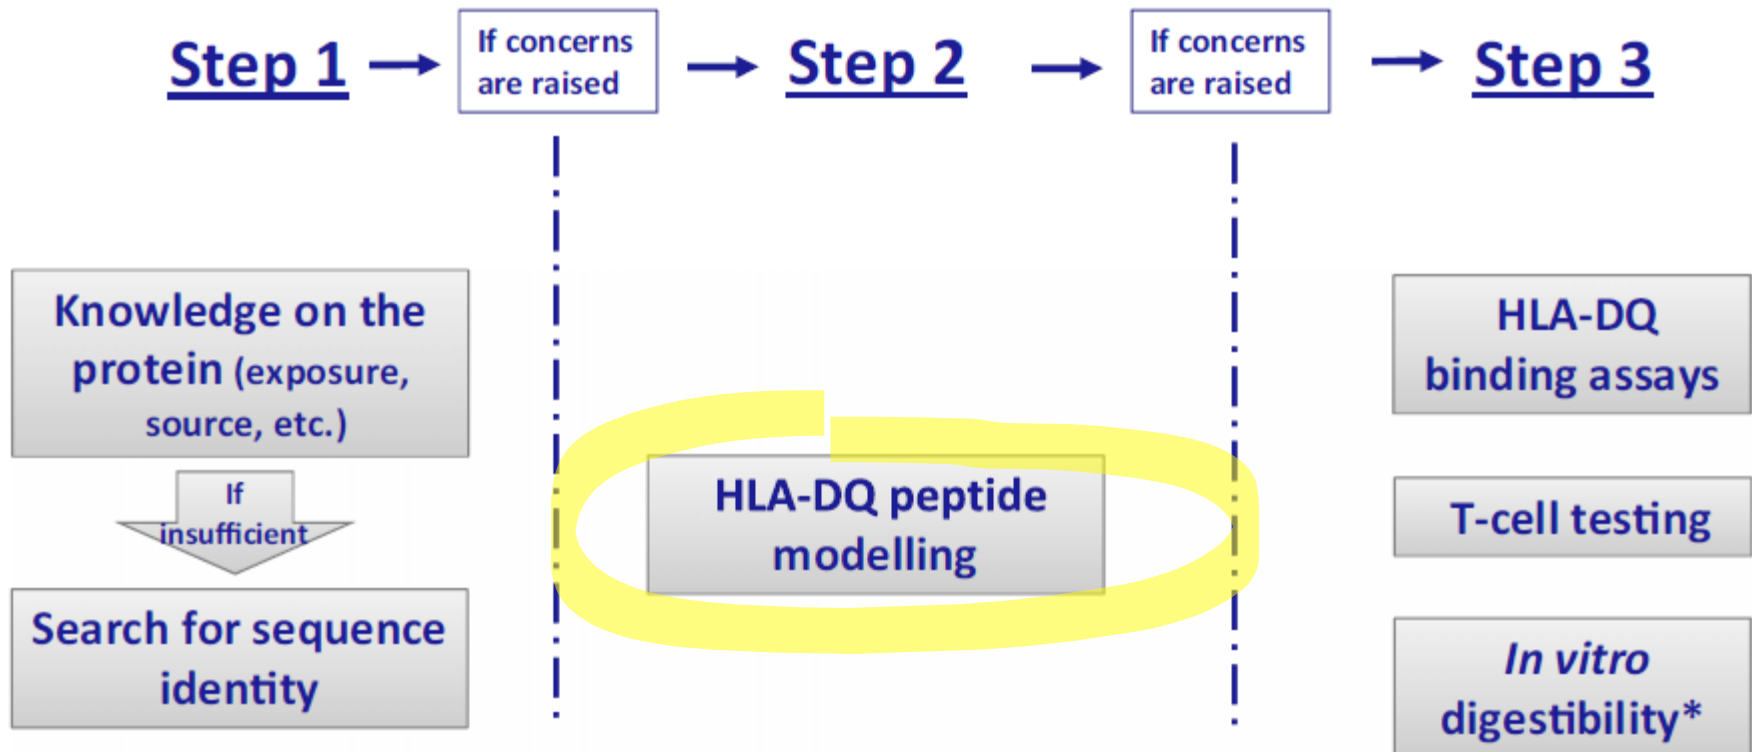 Step 1
If concerns
are raised
Step 2
If concerns
are raised
Step 3
Knowledge on the
protein (exposure,
source, etc.)
If
insufficient
Search for sequence
identity
HLA-DQ peptide
modelling
HLA-DQ
binding assays
T-cell testing
In vitro
digestibility*